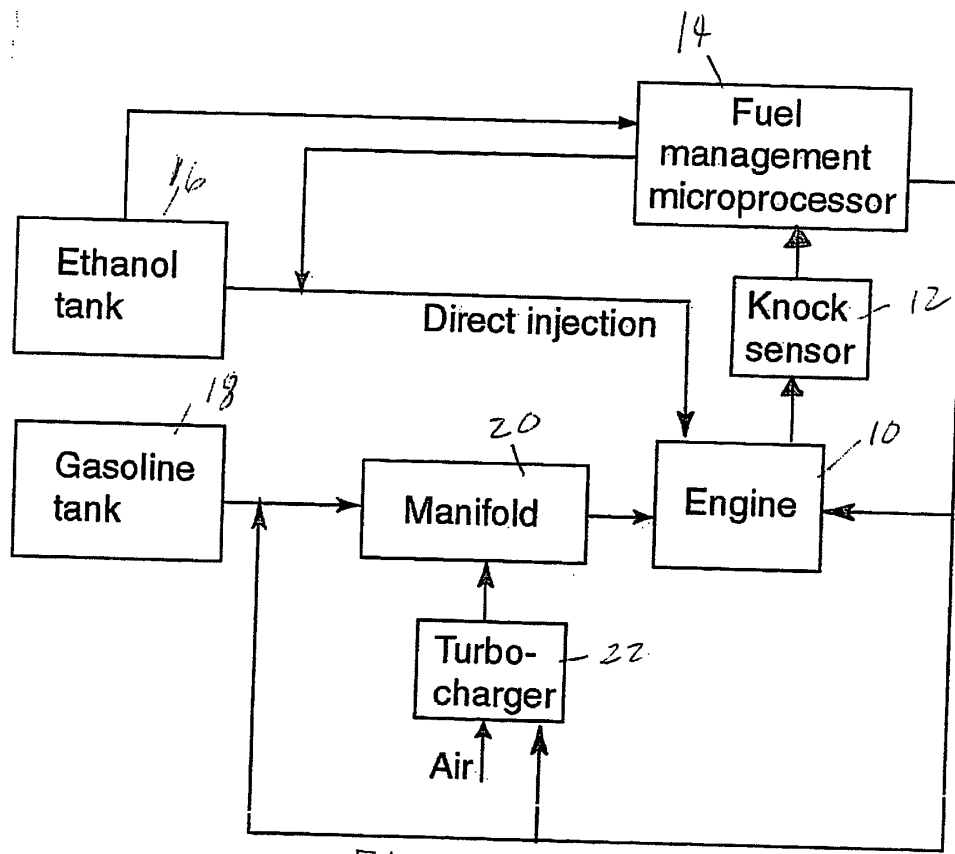 14
Fuel
management
microprocessor
16
Ethanol
tank
Direct injection
Knock
sensor
12
18
Gasoline
tank
20
Manifold
10
Engine
Turbo-
charger
22
Air